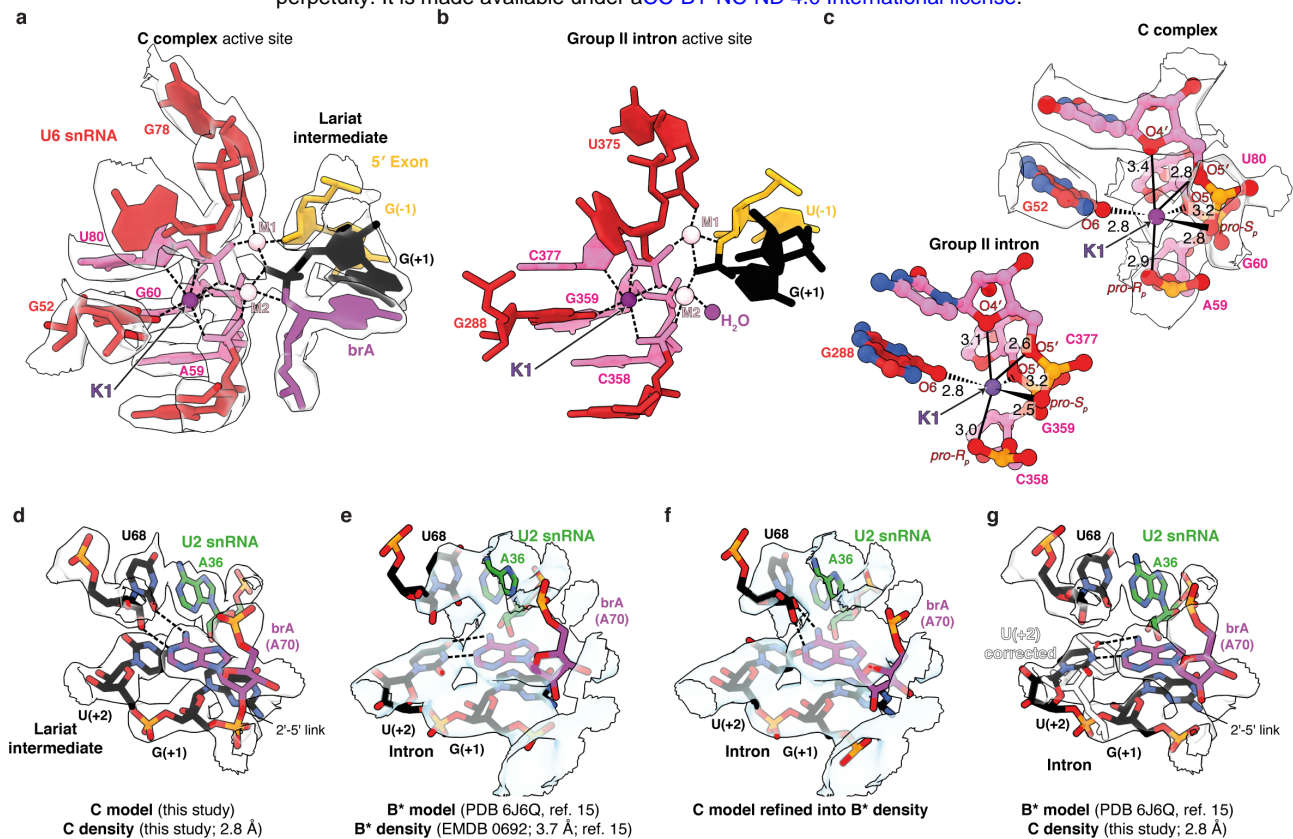 perpetuity. It is made available under aCC-BY-NC-ND 4.0 International license.
a
C complex active site
U6 snRNA
G78
Lariat
intermediate
5′ Exon
G(-1)
M1
U80
G(+1)
G60
G52
M2
A59
brA
K1
b
Group II intron active site
U375
U(-1)
M1
C377
G359
G(+1)
G288
M2
H2O
K1
C358
c
C complex
O4′
U80
3.4
2.8
O5′
O5′
G52
3.2
O6
2.8
pro-Sp
K1
2.8
G60
2.9
pro-Rp
A59
Group II intron
O4′
C377
3.1
2.6
O5′
G288
O5′
O6
2.8
3.2
pro-Sp
K1
2.5
G359
3.0
pro-Rp
C358
d
U68
U2 snRNA
A36
brA
(A70)
U(+2)
2'-5' link
Lariat
intermediate
G(+1)
C model (this study)
C density (this study; 2.8 Å)
e
U68
U2 snRNA
A36
brA
(A70)
U(+2)
Intron
G(+1)
B* model (PDB 6J6Q, ref. 15)
B* density (EMDB 0692; 3.7 Å; ref. 15)
f
U68
U2 snRNA
A36
brA
(A70)
U(+2)
Intron
G(+1)
C model refined into B* density
g
U68
U2 snRNA
A36
U(+2)
corrected
brA
(A70)
U(+2)
G(+1)
2'-5' link
Intron
B* model (PDB 6J6Q, ref. 15)
C density (this study; 2.8 Å)